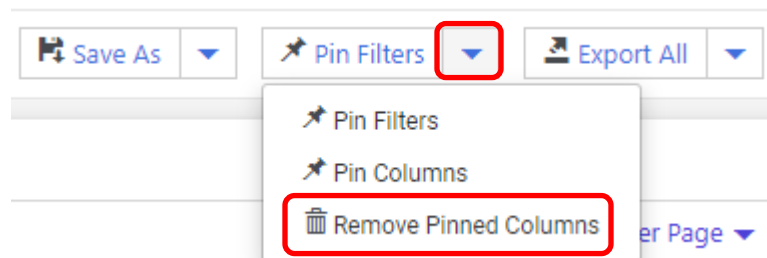 Save As
Pin Filters
Export All
Pin Filters
Pin Columns
Remove Pinned Columns
er Page